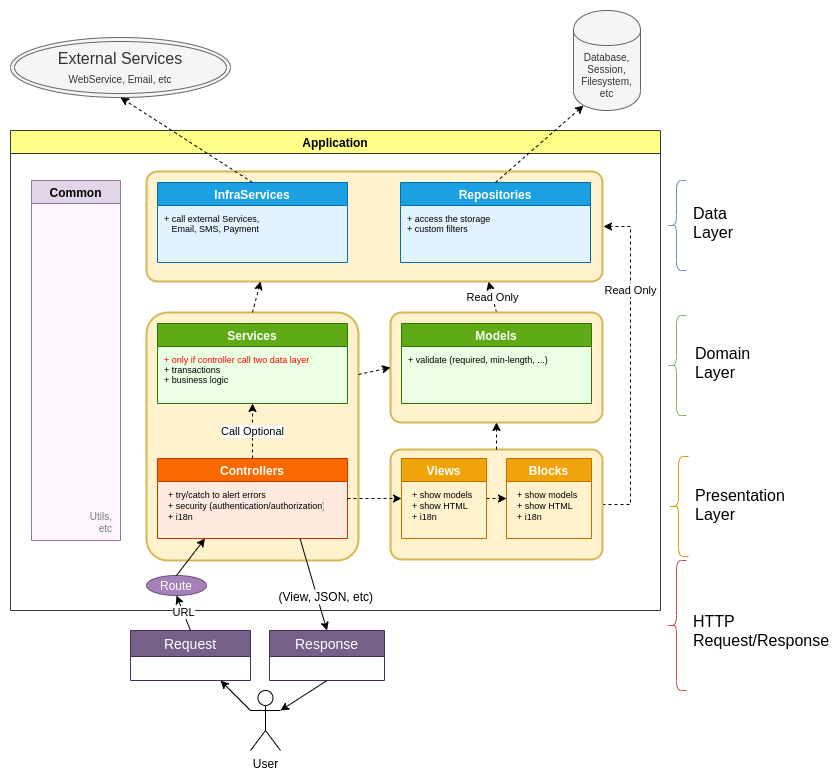 External Services
WebService, Email, etc
Database,
Session,
Filesystem,
etc
Application
Common
Utils,
etc
InfraServices
+ call external Services,
Email, SMS, Payment
Repositories
+ access the storage
+ custom filters
Data
Layer
Read Only
Read Only
Services
+ only if controller call two data layer
+ transactions
+ business logic
Models
+ validate (required, min-length, ...)
Domain
Layer
Call Optional
Controllers
+ try/catch to alert errors
+ security (authentication/authorization)
+ i18n
Views
+ show models
+ show HTML
+ i18n
Blocks
+ show models
+ show HTML
+ i18n
Presentation
Layer
Route
URL
(View, JSON, etc)
HTTP
Request/Response
Request
Response
User